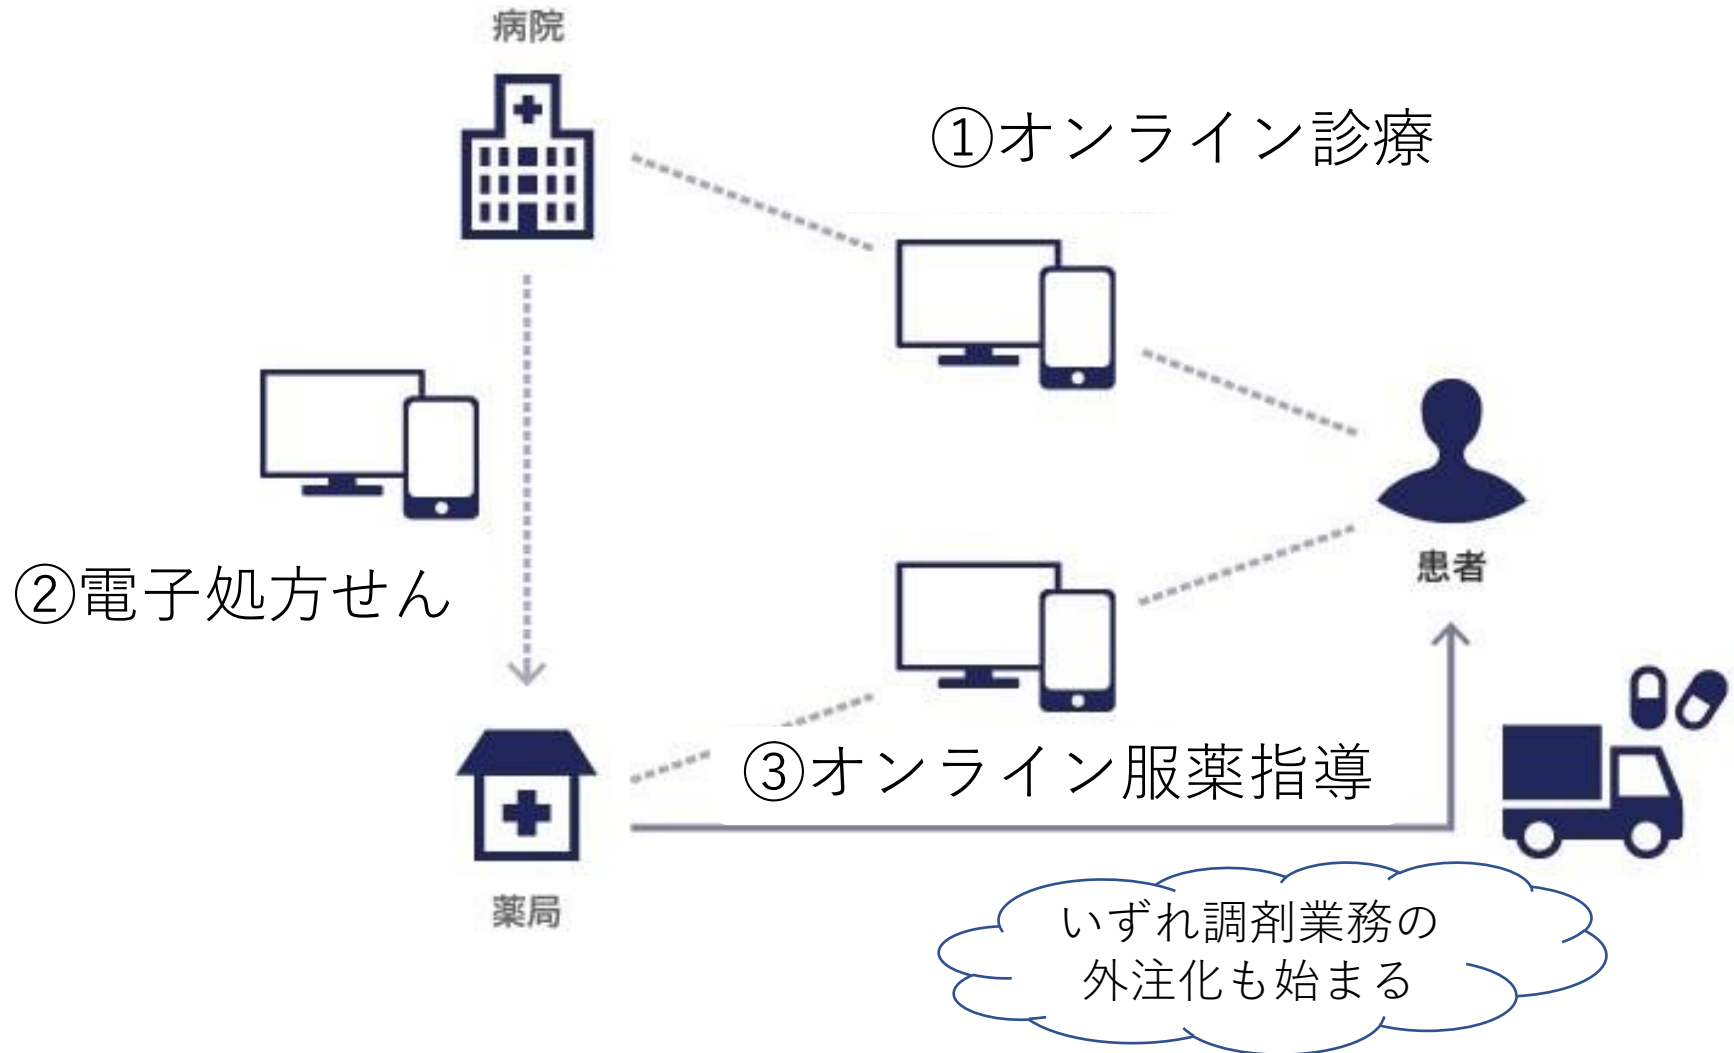 病院
①オンライン診療
②電子処方せん
患者
③オンライン服薬指導
薬局
いずれ調剤業務の
外注化も始まる